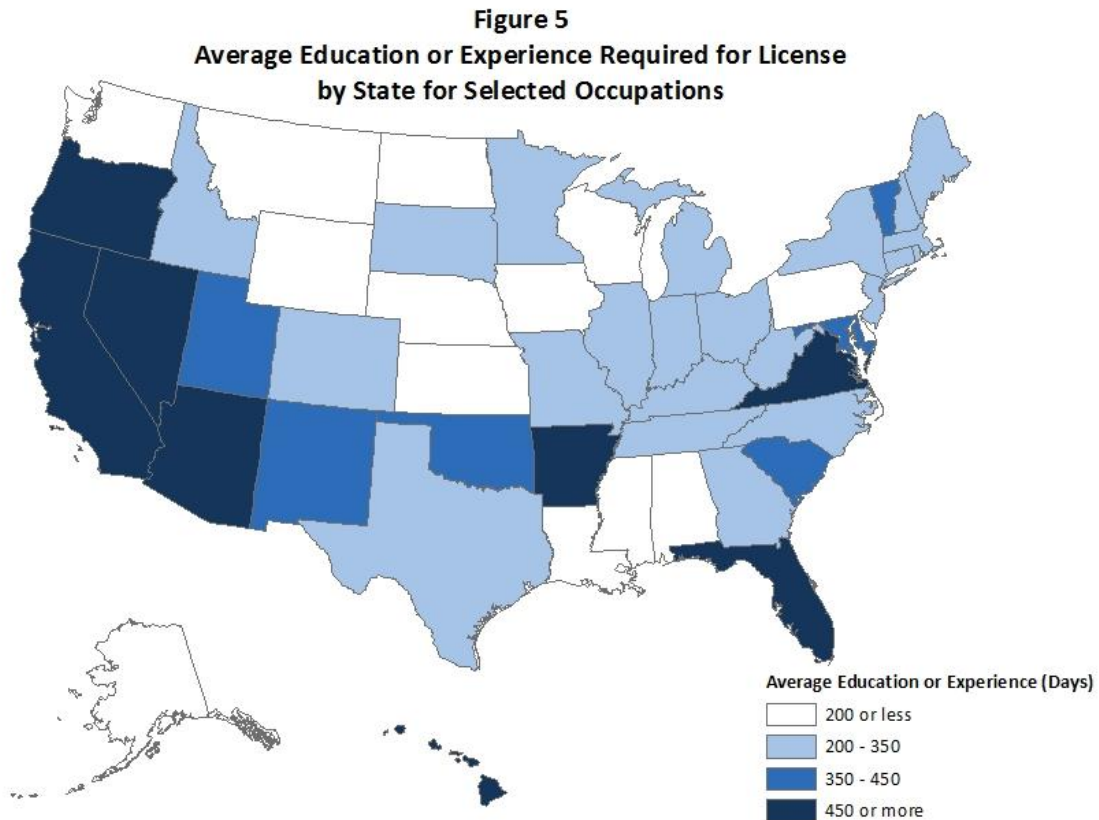 Figure 5
Average Education or Experience Required for License
by State for Selected Occupations
Average Education or Experience (Days)
200 or less
200 - 350
350 - 450
450 or more